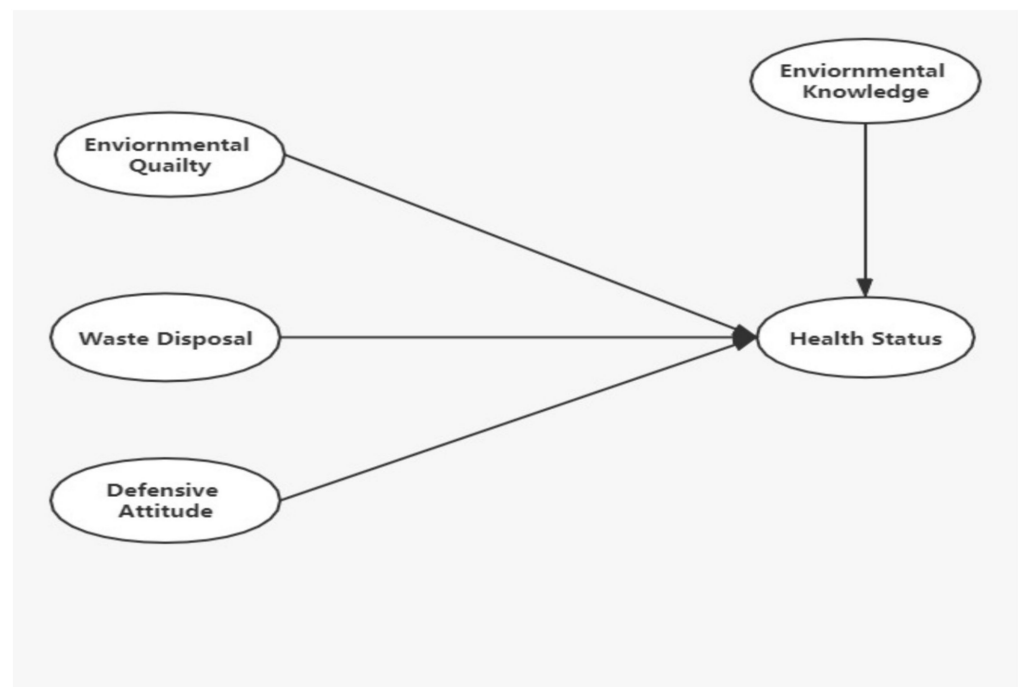 Enviornmental
Knowledge
Enviornmental
Quailty
Waste Disposal
Health Status
Defensive
Attitude